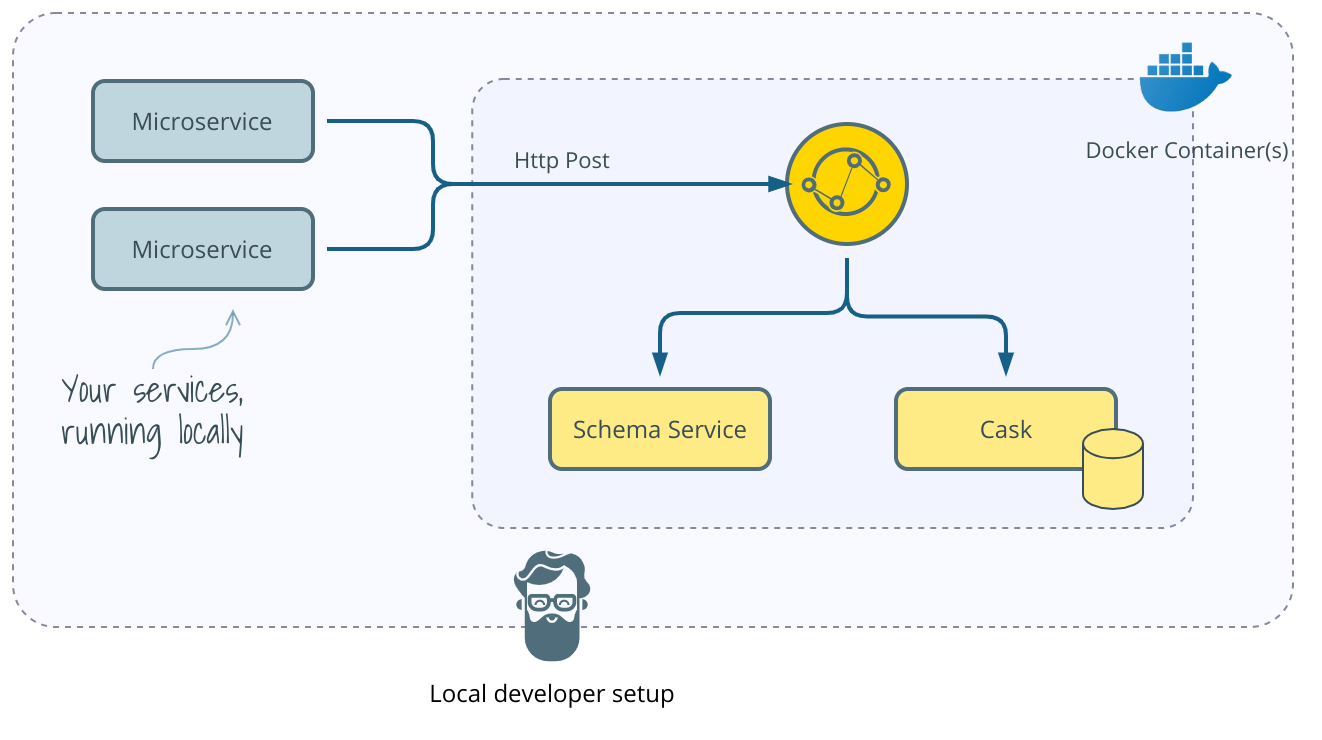 Microservice
Http Post
Docker Container(s)
Microservice
Your services,
running locally
Schema Service
Cask
Local developer setup